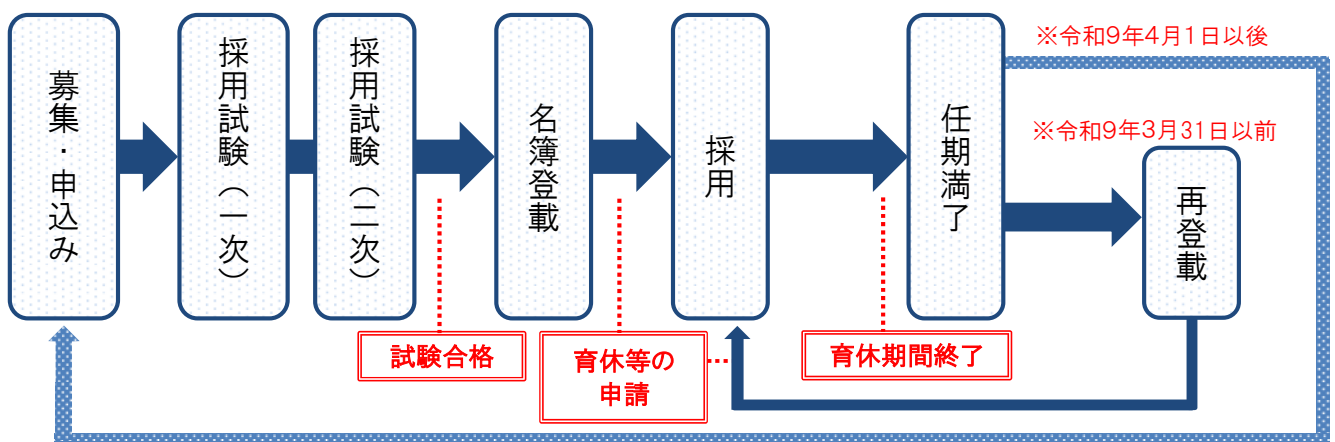 募集・申込み
採用試験（一次）
採用試験（二次）
名簿登載
採用
任期満了
※令和9年4月1日以後
※令和9年3月31日以前
再登載
試験合格
育休等の
申請
育休期間終了